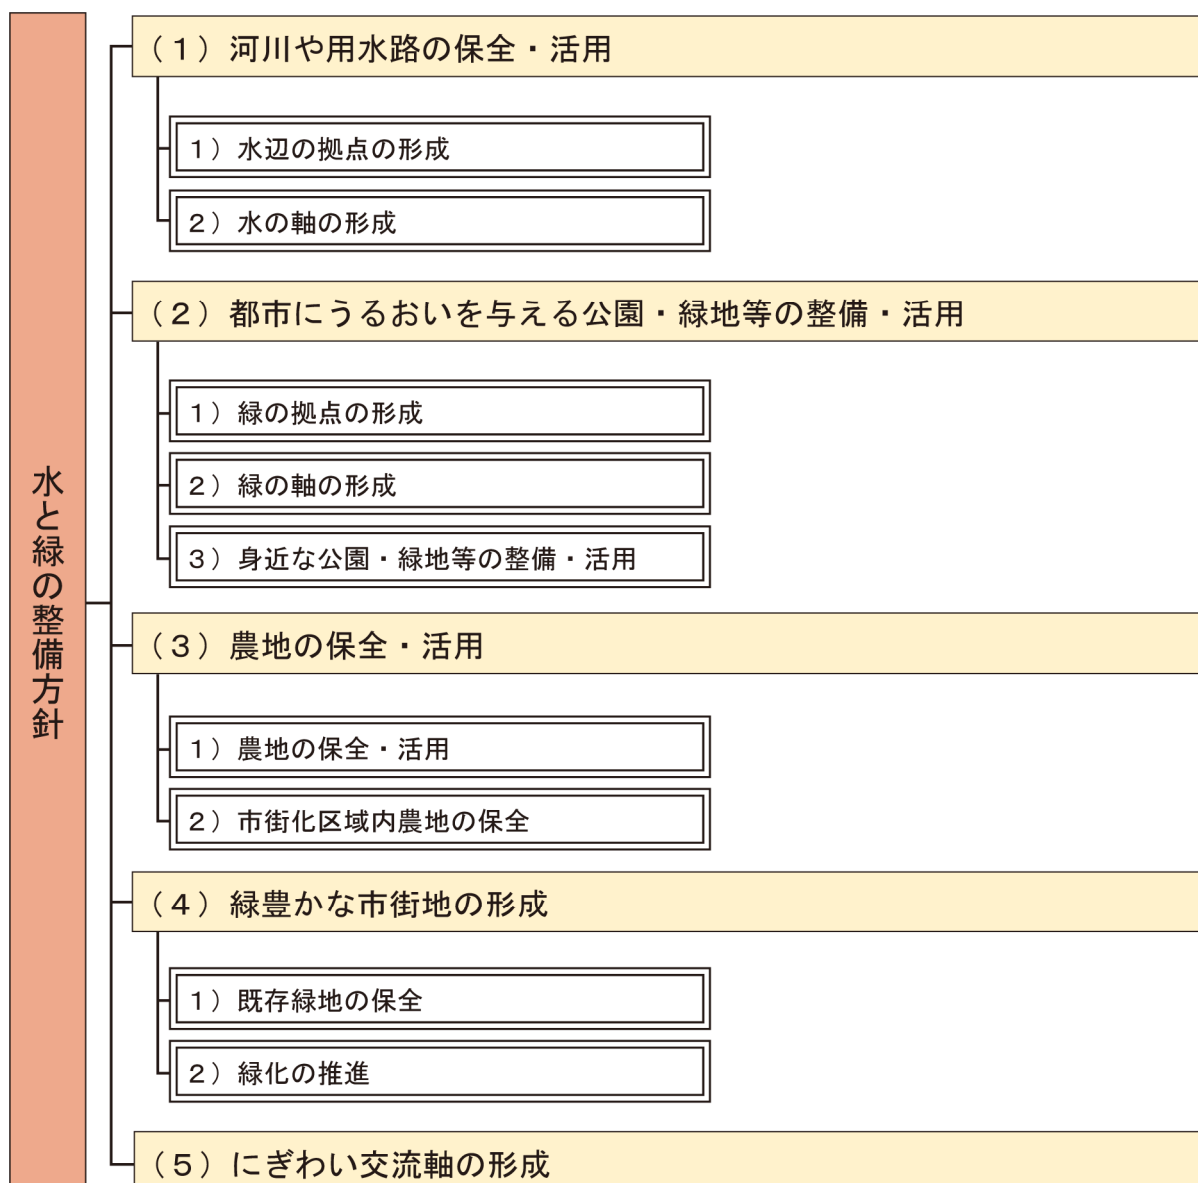 水と緑の整備方針
（１）河川や用水路の保全・活用
１）水辺の拠点の形成
２）水の軸の形成
（２）都市にうるおいを与える公園・緑地等の整備・活用
１）緑の拠点の形成
２）緑の軸の形成
３）身近な公園・緑地等の整備・活用
（３）農地の保全・活用
１）農地の保全・活用
２）市街化区域内農地の保全
（４）緑豊かな市街地の形成
１）既存緑地の保全
２）緑化の推進
（５）にぎわい交流軸の形成